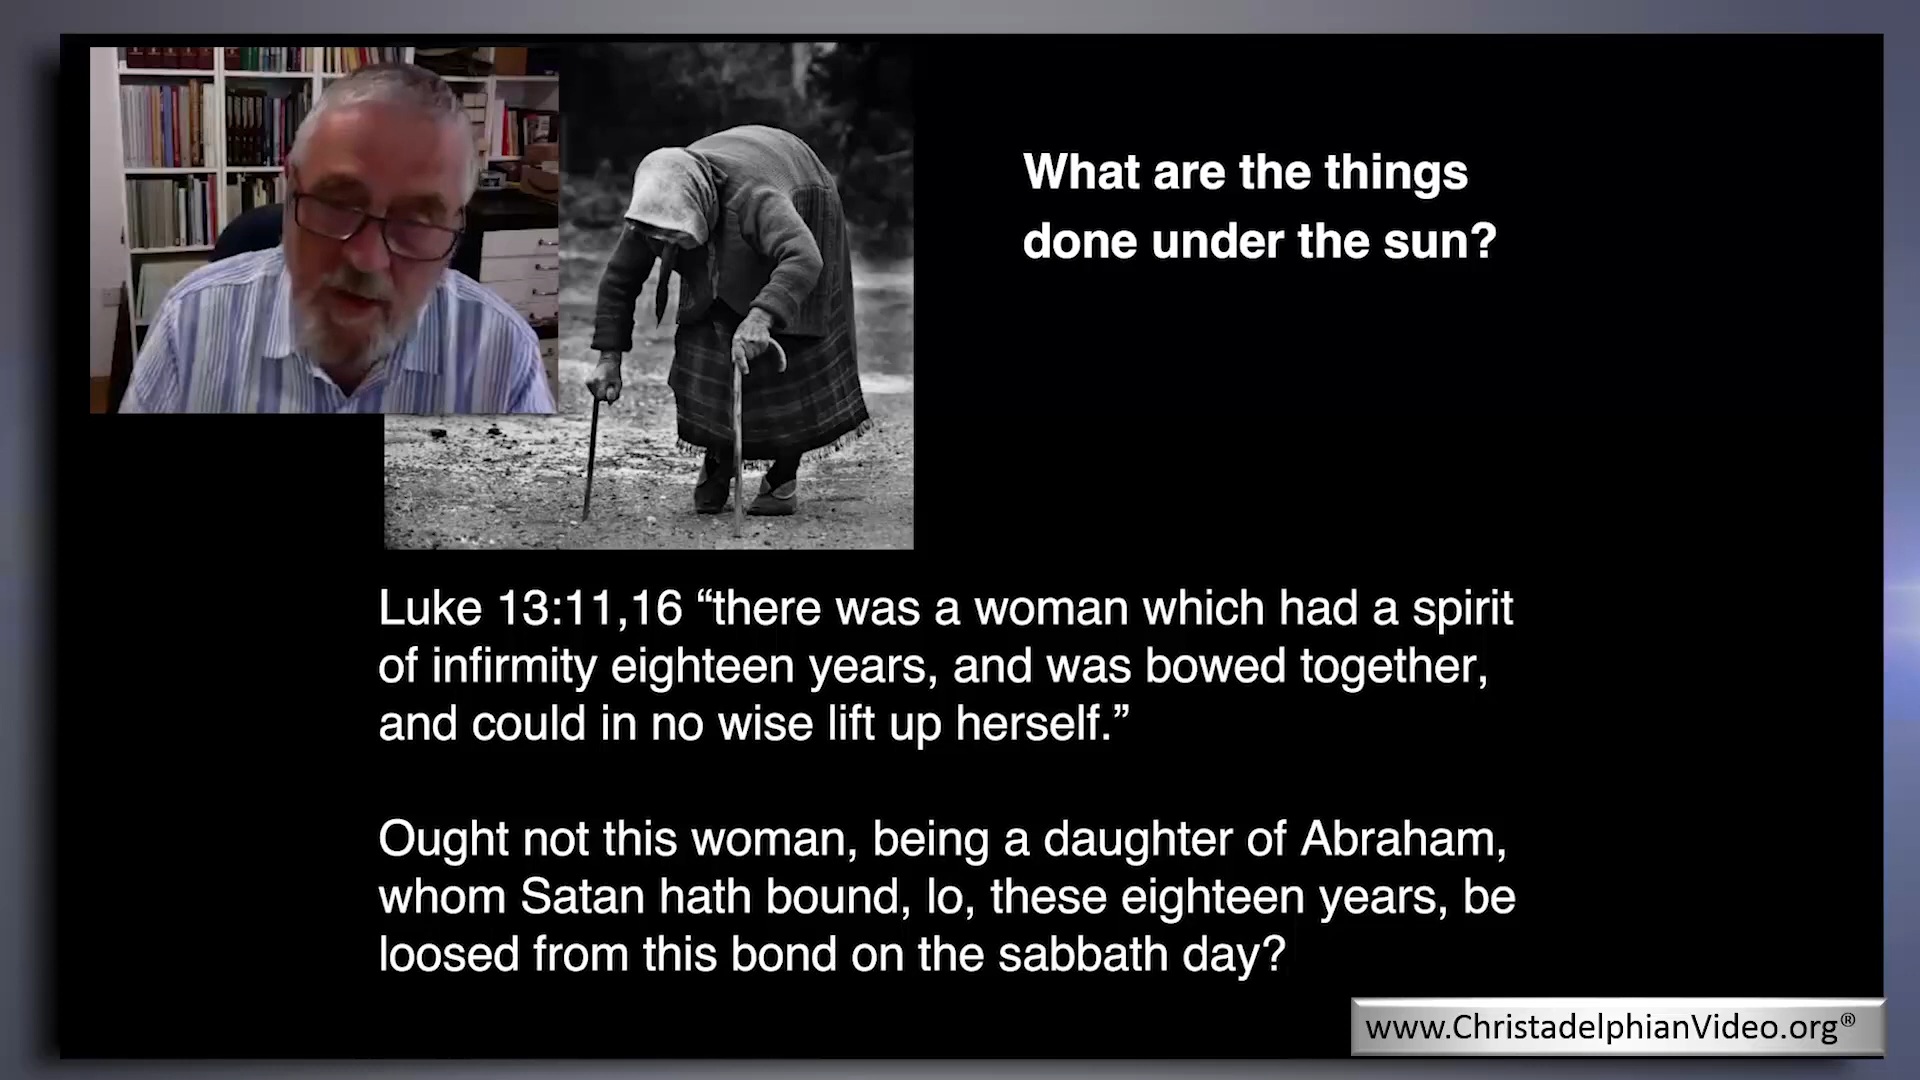 What are the things
done under the sun?
Luke 13:11,16 “there was a woman which had a spirit
of infirmity eighteen years, and was bowed together,
and could in no wise lift up herself.”
Ought not this woman, being a daughter of Abraham,
whom Satan hath bound, lo, these eighteen years, be
loosed from this bond on the sabbath day?
www.ChristadelphianVideo.org®